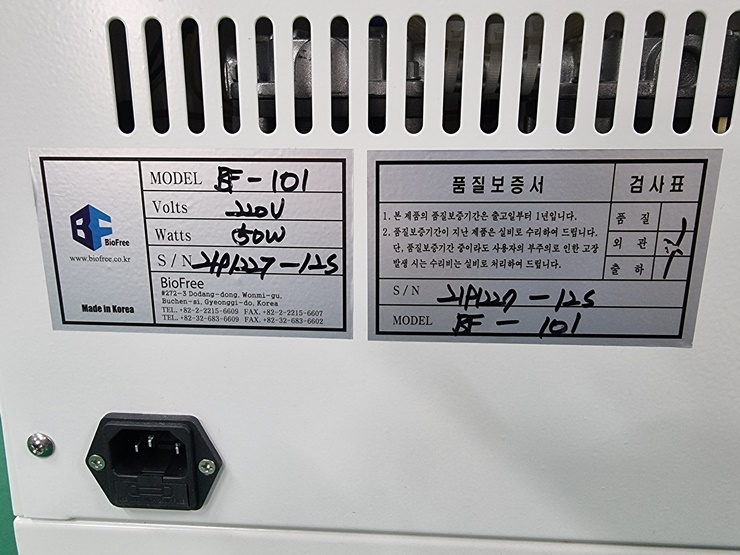 BF
BioFree
www.biofree.co.kr
Made in Korea
MODEL BF-101
Volts 220V
Watts 50W
S/N 21P1227-12S
BioFree
#272-3 Dodang-dong. Wonmi-gu.
Buchen-si. Gyeonggi-do, Korea
TEL. +82-2-2215-6609 FAX. +82-2-2215-6607
TEL. +82-32-683-6609 FAX. +82-32-683-6602
품질보증서
1. 본 제품의 품질보증기간은 출고일부터 1년입니다.
2. 품질보증기간이 지난 제품은 실비로 수리하여 드립니다.
단, 품질보증기간 중이라도 사용자의 부주의로 인한 고장
발생 시는 수리비는 실비로 처리하여 드립니다.
검사표
품 질
외 관
출 하
S/N 21P1227-12S
MODEL BF-101